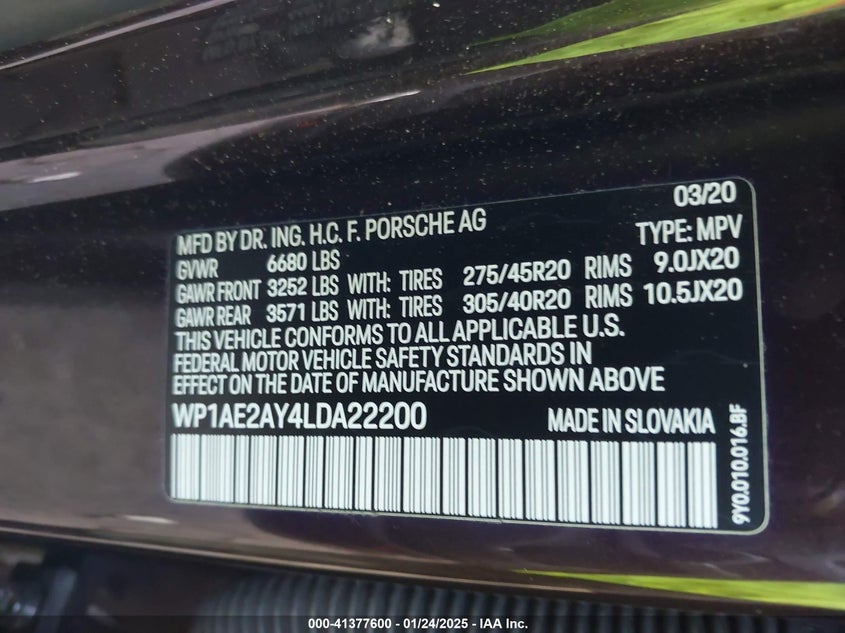 03/20
MFD BY DR. ING. H.C. F. PORSCHE AG
TYPE: MPV
GVWR 6680 LBS
GAWR FRONT 3252 LBS WITH: TIRES 275/45R20 RIMS 9.0JX20
GAWR REAR 3571 LBS WITH: TIRES 305/40R20 RIMS 10.5JX20
THIS VEHICLE CONFORMS TO ALL APPLICABLE U.S.
FEDERAL MOTOR VEHICLE SAFETY STANDARDS IN
EFFECT ON THE DATE OF MANUFACTURE SHOWN ABOVE
WP1AE2AY4LDA22200 MADE IN SLOVAKIA
9Y0.010.016.BF
000-41377600 - 01/24/2025 - IAA Inc.